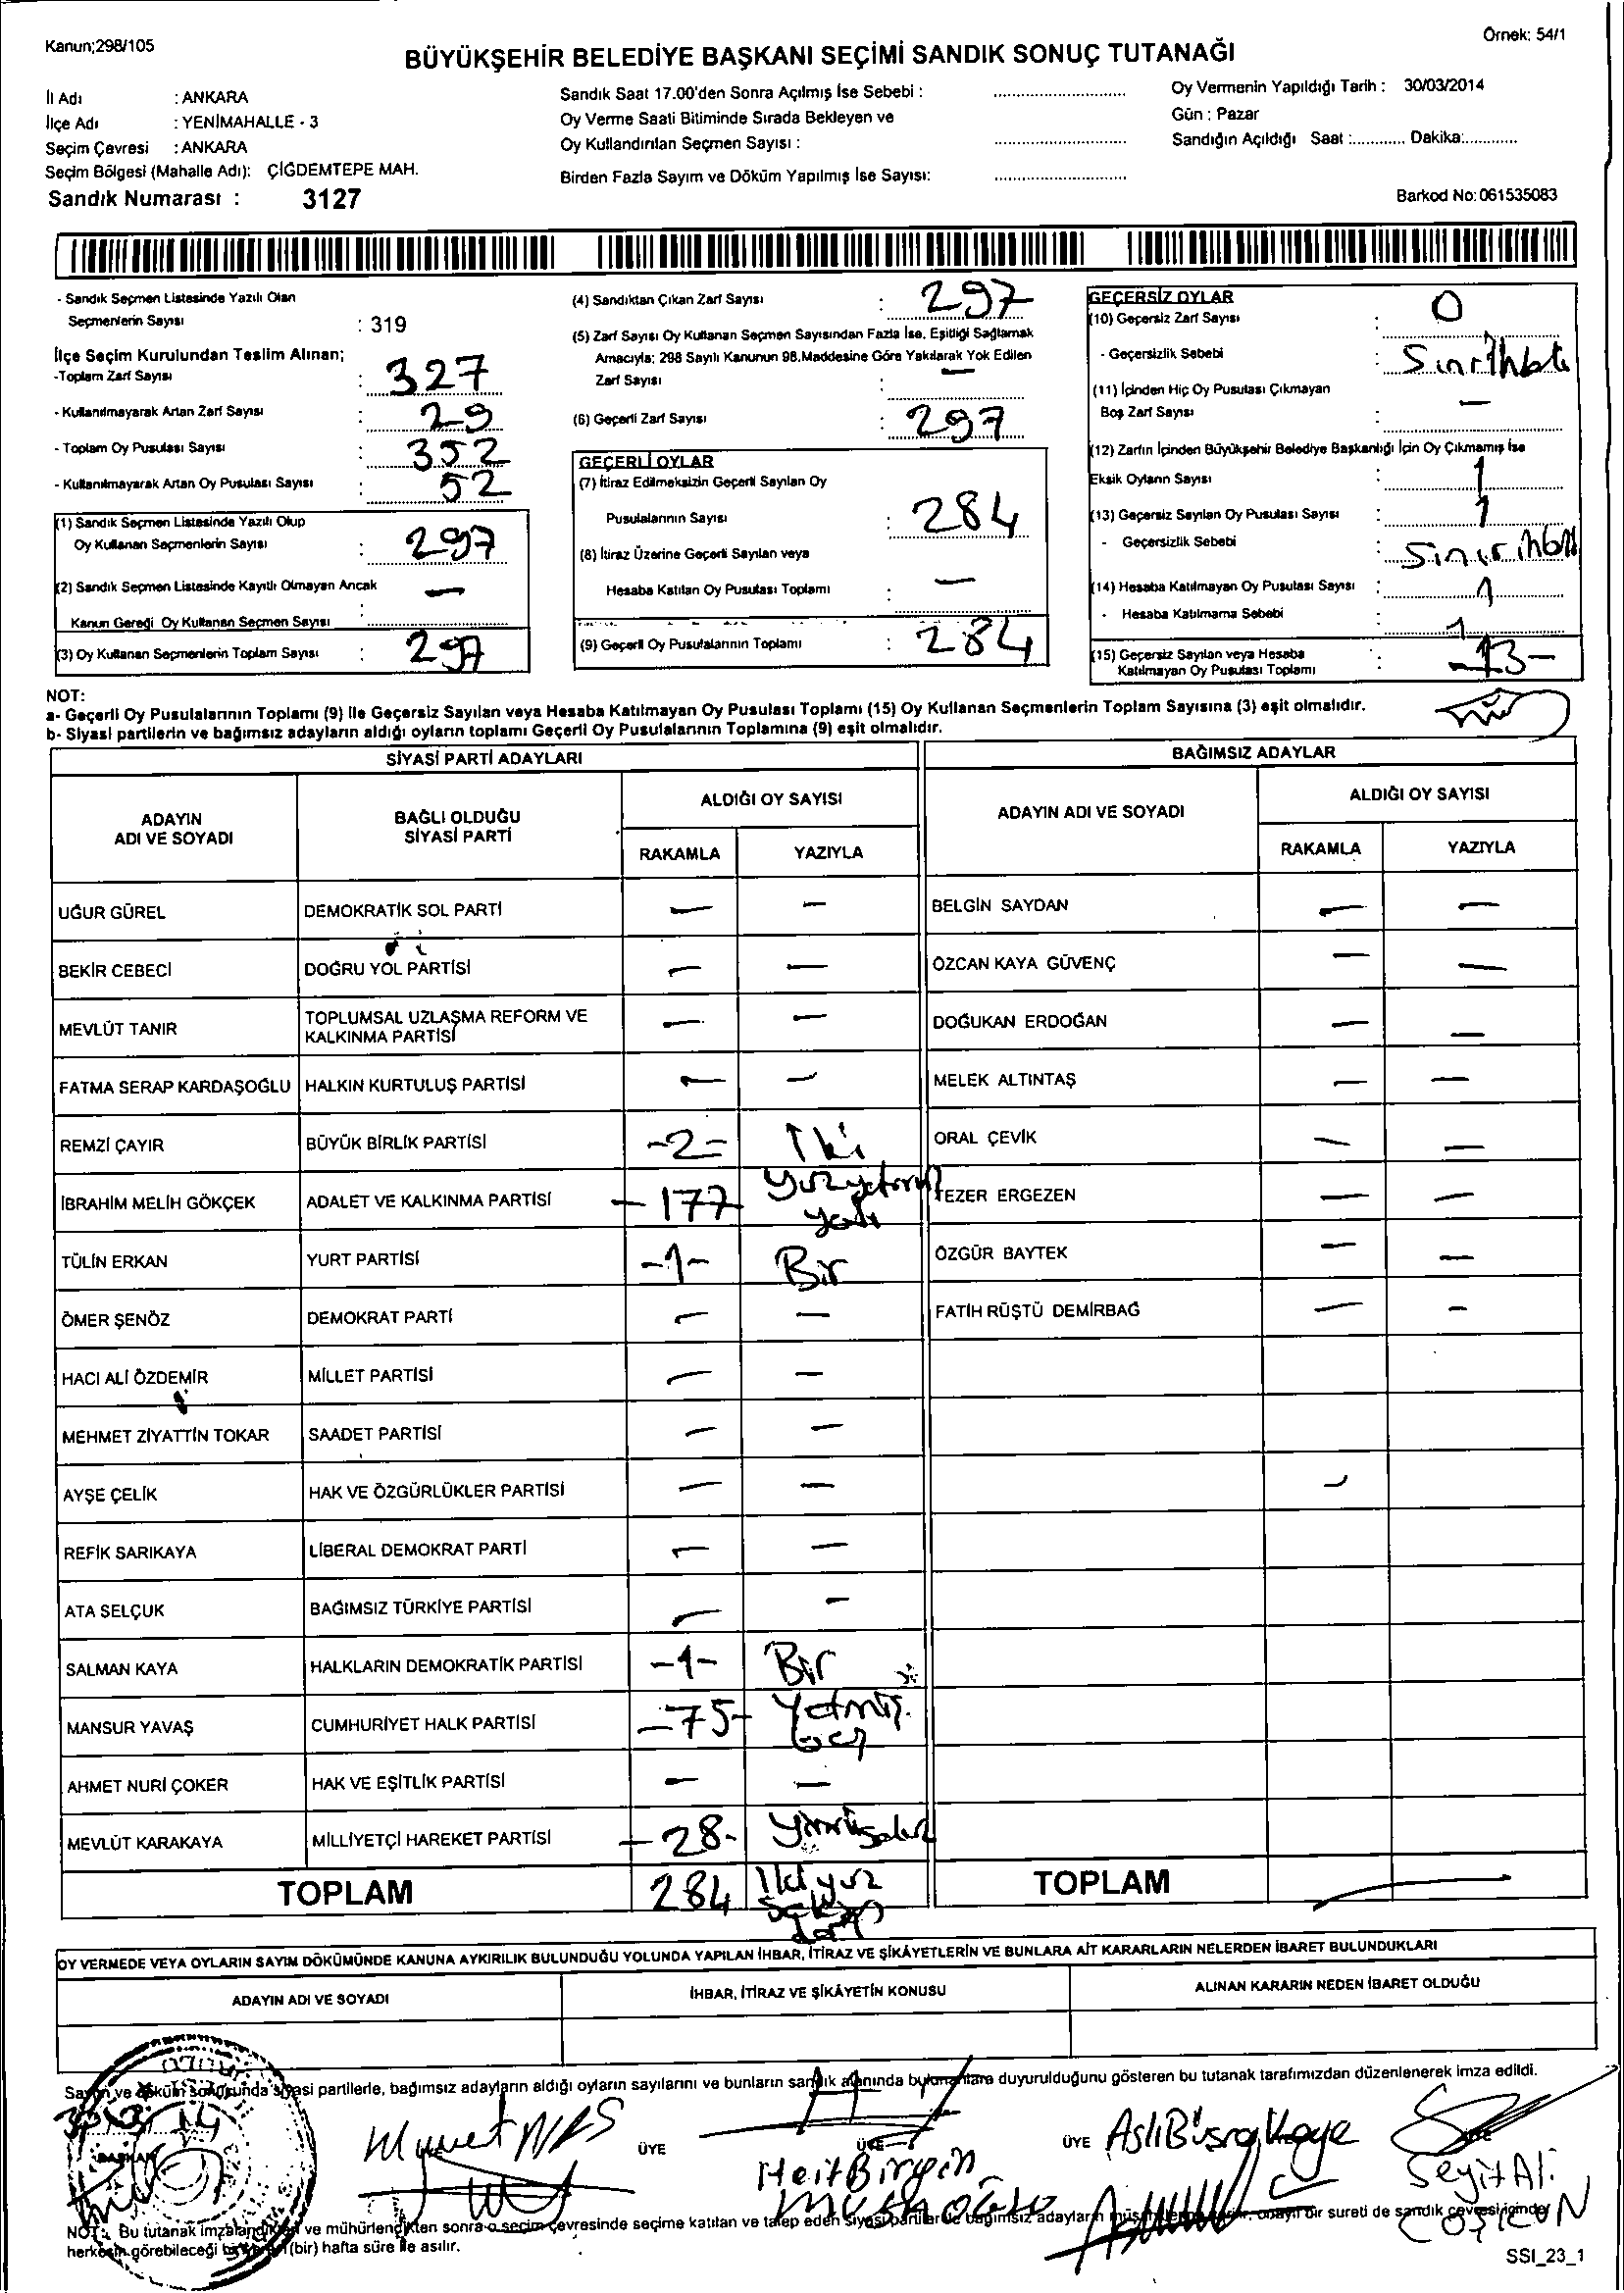 Kanun;298/105
Örnek: 54/1
BÜYÜKŞEHİR BELEDİYE BAŞKANI SEÇİMİ SANDIK SONUÇ TUTANAĞI
İl Adı : ANKARA
İlçe Adı : YENİMAHALLE - 3
Seçim Çevresi : ANKARA
Seçim Bölgesi (Mahalle Adı): ÇİĞDEMTEPE MAH.
Sandık Numarası : 3127
Sandık Saat 17.00'den Sonra Açılmış İse Sebebi :
Oy Verme Saati Bitiminde Sırada Bekleyen ve
Oy Kullandırılan Seçmen Sayısı :
Birden Fazla Sayım ve Döküm Yapılmış İse Sayısı:
Oy Vermenin Yapıldığı Tarih : 30/03/2014
Gün : Pazar
Sandığın Açıldığı Saat :............ Dakika:............
Barkod No: 061535083
- Sandık Seçmen Listesinde Yazılı Olan
Seçmenlerin Sayısı : 319
İlçe Seçim Kurulundan Teslim Alınan;
-Toplam Zarf Sayısı : 327
- Kullanılmayarak Artan Zarf Sayısı : 29
- Toplam Oy Pusulası Sayısı : 352
- Kullanılmayarak Artan Oy Pusulası Sayısı : 52
(1) Sandık Seçmen Listesinde Yazılı Olup
Oy Kullanan Seçmenlerin Sayısı : 297
(2) Sandık Seçmen Listesinde Kayıtlı Olmayan Ancak
Kanun Gereği Oy Kullanan Seçmen Sayısı : —
(3) Oy Kullanan Seçmenlerin Toplam Sayısı : 297
(4) Sandıktan Çıkan Zarf Sayısı : 297
(5) Zarf Sayısı Oy Kullanan Seçmen Sayısından Fazla İse, Eşitliği Sağlamak
Amacıyla; 298 Sayılı Kanunun 98.Maddesine Göre Yakılarak Yok Edilen
Zarf Sayısı : —
(6) Geçerli Zarf Sayısı : 297
GEÇERLİ OYLAR
(7) İtiraz Edilmeksizin Geçerli Sayılan Oy
Pusulalarının Sayısı : 284
(8) İtiraz Üzerine Geçerli Sayılan veya
Hesaba Katılan Oy Pusulası Toplamı : —
(9) Geçerli Oy Pusulalarının Toplamı : 284
GEÇERSİZ OYLAR
(10) Geçersiz Zarf Sayısı : 0
- Geçersizlik Sebebi :
(11) İçinden Hiç Oy Pusulası Çıkmayan
Boş Zarf Sayısı : —
(12) Zarfın İçinden Büyükşehir Belediye Başkanlığı İçin Oy Çıkmamış İse
Eksik Oyların Sayısı : 1
(13) Geçersiz Sayılan Oy Pusulası Sayısı : 1
- Geçersizlik Sebebi :
(14) Hesaba Katılmayan Oy Pusulası Sayısı : 1
- Hesaba Katılmama Sebebi : 1
(15) Geçersiz Sayılan veya Hesaba
Katılmayan Oy Pusulası Toplamı : -13-
NOT:
a- Geçerli Oy Pusulalarının Toplamı (9) ile Geçersiz Sayılan veya Hesaba Katılmayan Oy Pusulası Toplamı (15) Oy Kullanan Seçmenlerin Toplam Sayısına (3) eşit olmalıdır.
b- Siyasi partilerin ve bağımsız adayların aldığı oyların toplamı Geçerli Oy Pusulalarının Toplamına (9) eşit olmalıdır.
SİYASİ PARTİ ADAYLARI
BAĞIMSIZ ADAYLAR
ADAYIN
ADI VE SOYADI
BAĞLI OLDUĞU
SİYASİ PARTİ
ALDIĞI OY SAYISI
RAKAMLA YAZIYLA
ADAYIN ADI VE SOYADI
ALDIĞI OY SAYISI
RAKAMLA YAZIYLA
UĞUR GÜREL DEMOKRATİK SOL PARTİ — — BELGİN SAYDAN — —
BEKİR CEBECİ DOĞRU YOL PARTİSİ — — ÖZCAN KAYA GÜVENÇ — —
MEVLÜT TANIR TOPLUMSAL UZLAŞMA REFORM VE
KALKINMA PARTİSİ — — DOĞUKAN ERDOĞAN — —
FATMA SERAP KARDAŞOĞLU HALKIN KURTULUŞ PARTİSİ — — MELEK ALTINTAŞ — —
REMZİ ÇAYIR BÜYÜK BİRLİK PARTİSİ -2- İki ORAL ÇEVİK — —
İBRAHİM MELİH GÖKÇEK ADALET VE KALKINMA PARTİSİ - 177 TEZER ERGEZEN — —
TÜLİN ERKAN YURT PARTİSİ -1- Bir ÖZGÜR BAYTEK — —
ÖMER ŞENÖZ DEMOKRAT PARTİ — — FATİH RÜŞTÜ DEMİRBAĞ — —
HACI ALİ ÖZDEMİR MİLLET PARTİSİ — —
MEHMET ZİYATTİN TOKAR SAADET PARTİSİ — —
AYŞE ÇELİK HAK VE ÖZGÜRLÜKLER PARTİSİ — —
REFİK SARIKAYA LİBERAL DEMOKRAT PARTİ — —
ATA SELÇUK BAĞIMSIZ TÜRKİYE PARTİSİ — —
SALMAN KAYA HALKLARIN DEMOKRATİK PARTİSİ -1- Bir
MANSUR YAVAŞ CUMHURİYET HALK PARTİSİ -75- Yetmiş
beş
AHMET NURİ ÇOKER HAK VE EŞİTLİK PARTİSİ — —
MEVLÜT KARAKAYA MİLLİYETÇİ HAREKET PARTİSİ - 28-
TOPLAM 284 İkiyüz
seksen
dört
TOPLAM —
OY VERMEDE VEYA OYLARIN SAYIM DÖKÜMÜNDE KANUNA AYKIRILIK BULUNDUĞU YOLUNDA YAPILAN İHBAR, İTİRAZ VE ŞİKÂYETLERİN VE BUNLARA AİT KARARLARIN NELERDEN İBARET BULUNDUKLARI
ADAYIN ADI VE SOYADI
İHBAR, İTİRAZ VE ŞİKÂYETİN KONUSU
ALINAN KARARIN NEDEN İBARET OLDUĞU
Sayım ve döküm sonucunda siyasi partilerle, bağımsız adayların aldığı oyların sayılarını ve bunların sandık alanında bulunanlara duyurulduğunu gösteren bu tutanak tarafımızdan düzenlenerek imza edildi.
BAŞKAN
ÜYE
ÜYE
ÜYE AslıBüşra Kaya
Seyit Ali
COŞKUN
NOT: Bu tutanak imzalandıktan ve mühürlendikten sonra o seçim çevresinde seçime katılan ve talep eden siyasi partiler ile bağımsız adayların bir sureti de sandık çevresi içinde
herkesin görebileceği (bir) hafta süre ile asılır.
SSI_23_1